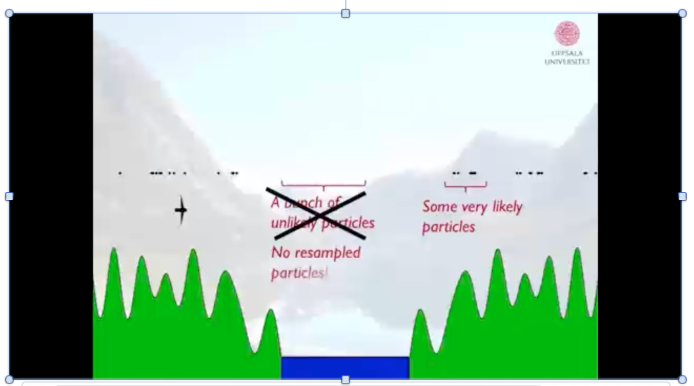 UPPSALA
UNIVERSITET
A bunch of
unlikely particles
No resampled
particles!
Some very likely
particles